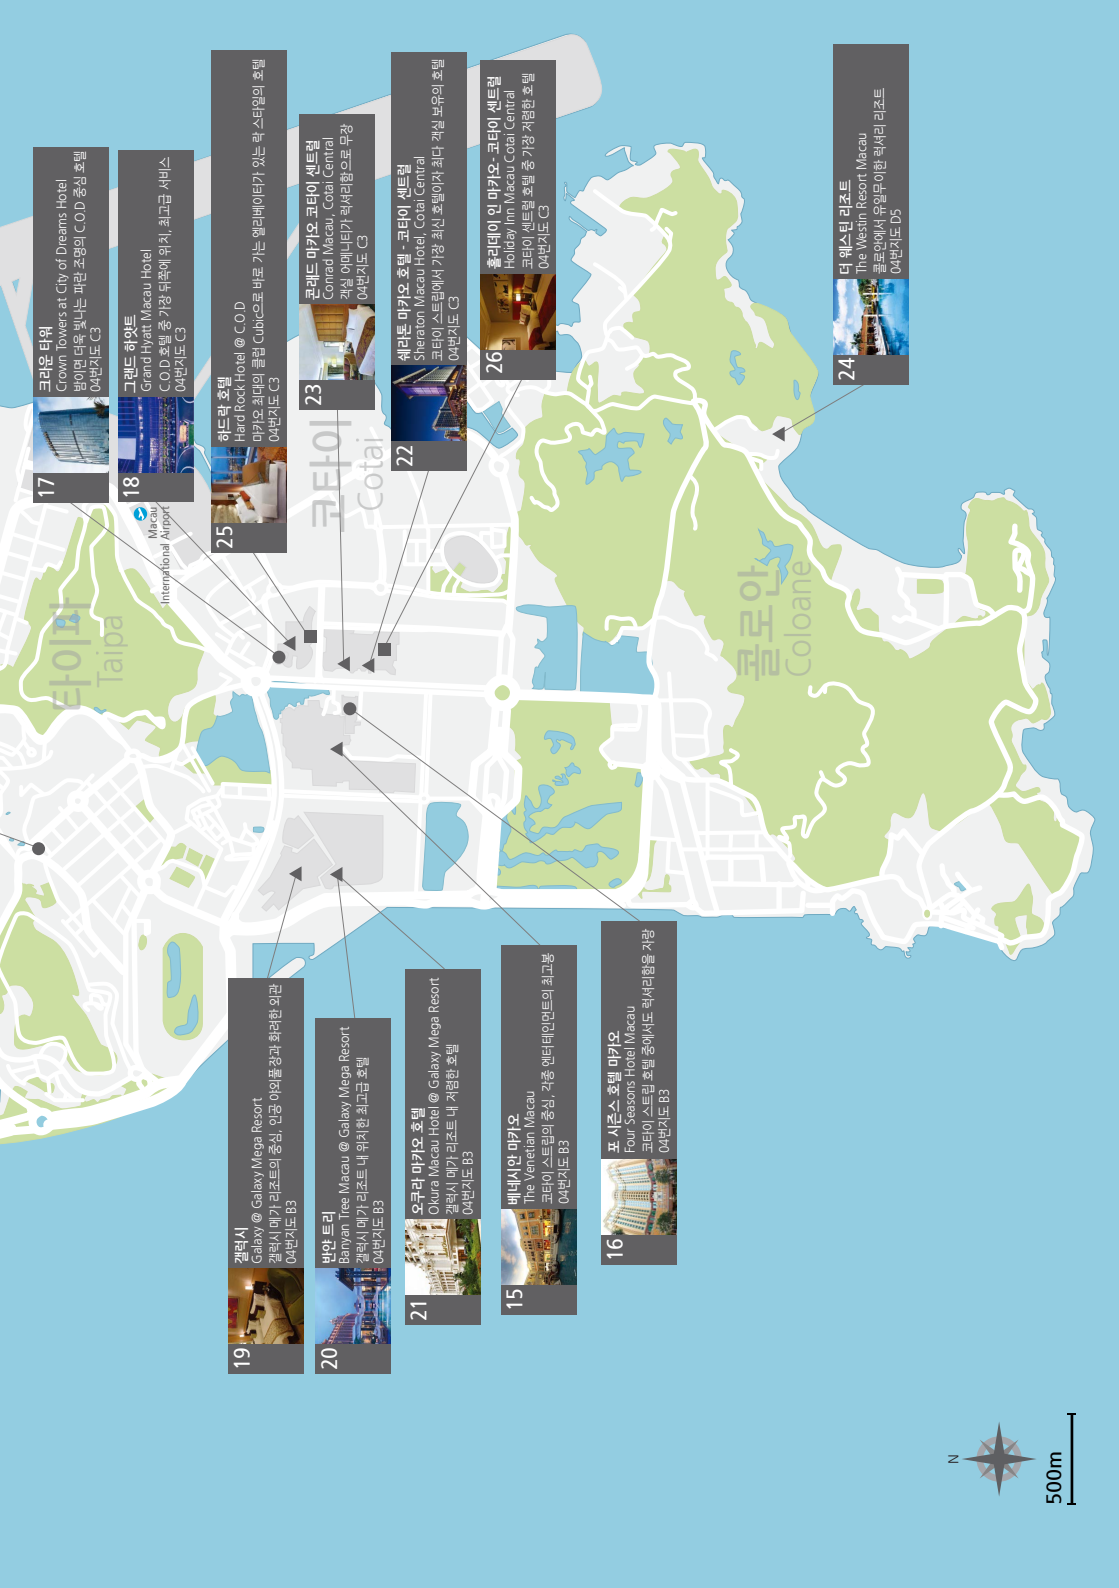 17
크라운 타워
Crown Towers at City of Dreams Hotel
밤이면 더욱 빛나는 파란 조명의 C.O.D 중심 호텔
04번지도 C3
18
그랜드 하얏트
Grand Hyatt Macau Hotel
C.O.D 호텔 중 가장 뒤쪽에 위치, 최고급 서비스
04번지도 C3
25
하드락 호텔
Hard Rock Hotel @ C.O.D
마카오 최대의 클럽 Cubic으로 바로 가는 엘리베이터가 있는 락 스타일의 호텔
04번지도 C3
23
콘래드 마카오 코타이 센트럴
Conrad Macau, Cotai Central
객실 어메니티가 럭셔리함으로 무장
04번지도 C3
22
쉐라톤 마카오 호텔 - 코타이 센트럴
Sheraton Macau Hotel, Cotai Central
코타이 스트립에서 가장 최신 호텔이자 최다 객실 보유의 호텔
04번지도 C3
26
홀리데이 인 마카오- 코타이 센트럴
Holiday Inn Macau Cotai Central
코타이 센트럴 호텔 중 가장 저렴한 호텔
04번지도 C3
24
더 웨스틴 리조트
The Westin Resort Macau
콜로안에서 유일무이한 럭셔리 리조트
04번지도 D5
Macau
International Airport
타이파
Taipa
코타이
Cotai
콜로안
Coloane
19
갤럭시
Galaxy @ Galaxy Mega Resort
갤럭시 메가 리조트의 중심, 인공 야외풀장과 화려한 외관
04번지도 B3
20
반얀 트리
Banyan Tree Macau @ Galaxy Mega Resort
갤럭시 메가 리조트 내 위치한 최고급 호텔
04번지도 B3
21
오쿠라 마카오 호텔
Okura Macau Hotel @ Galaxy Mega Resort
갤럭시 메가 리조트 내 저렴한 호텔
04번지도 B3
15
베네시안 마카오
The Venetian Macau
코타이 스트립의 중심, 각종 엔터테인먼트의 최고봉
04번지도 B3
16
포 시즌스 호텔 마카오
Four Seasons Hotel Macau
코타이 스트립 호텔 중에서도 럭셔리함을 자랑
04번지도 B3
N
500m